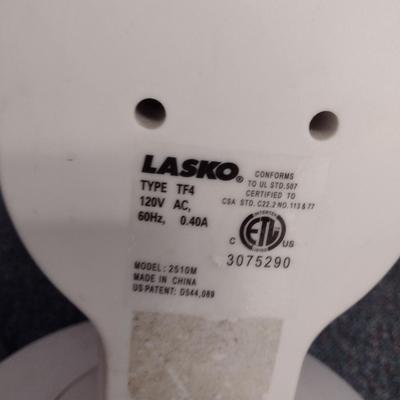 LASKO®
TYPE TF4
120V AC,
60Hz, 0.40A
CONFORMS
TO UL STD.507
CERTIFIED TO
CSA STD. C22.2 NO.113 & 77
INTERTEK
C ETL US
LISTED
3075290
MODEL: 2510M
MADE IN CHINA
US PATENT: D544,089